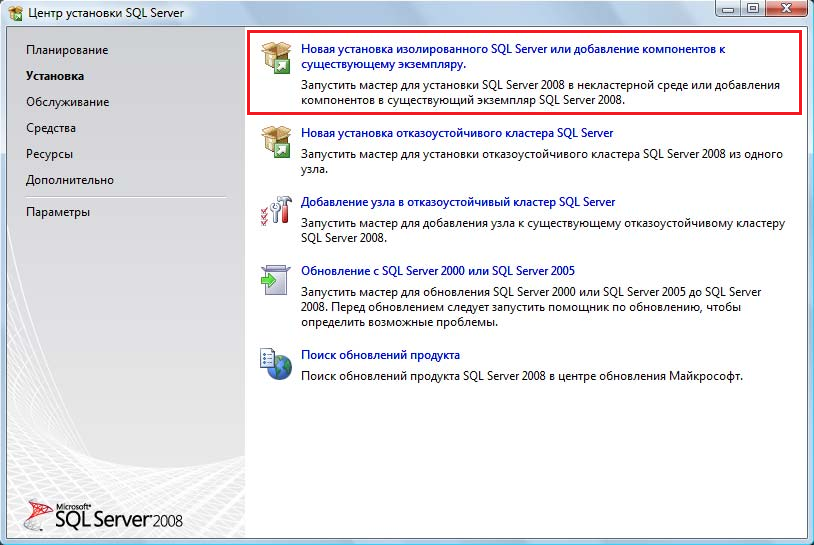 Центр установки SQL Server
Планирование
Установка
Обслуживание
Средства
Ресурсы
Дополнительно
Параметры
Новая установка изолированного SQL Server или добавление компонентов к
существующему экземпляру.
Запустить мастер для установки SQL Server 2008 в некластерной среде или добавления
компонентов в существующий экземпляр SQL Server 2008.
Новая установка отказоустойчивого кластера SQL Server
Запустить мастер для установки отказоустойчивого кластера SQL Server 2008 из одного
узла.
Добавление узла в отказоустойчивый кластер SQL Server
Запустить мастер для добавления узла к существующему отказоустойчивому кластеру
SQL Server 2008.
Обновление с SQL Server 2000 или SQL Server 2005
Запустить мастер для обновления SQL Server 2000 или SQL Server 2005 до SQL Server
2008. Перед обновлением следует запустить помощник по обновлению, чтобы
определить возможные проблемы.
Поиск обновлений продукта
Поиск обновлений продукта SQL Server 2008 в центре обновления Майкрософт.
Microsoft®
SQL Server 2008